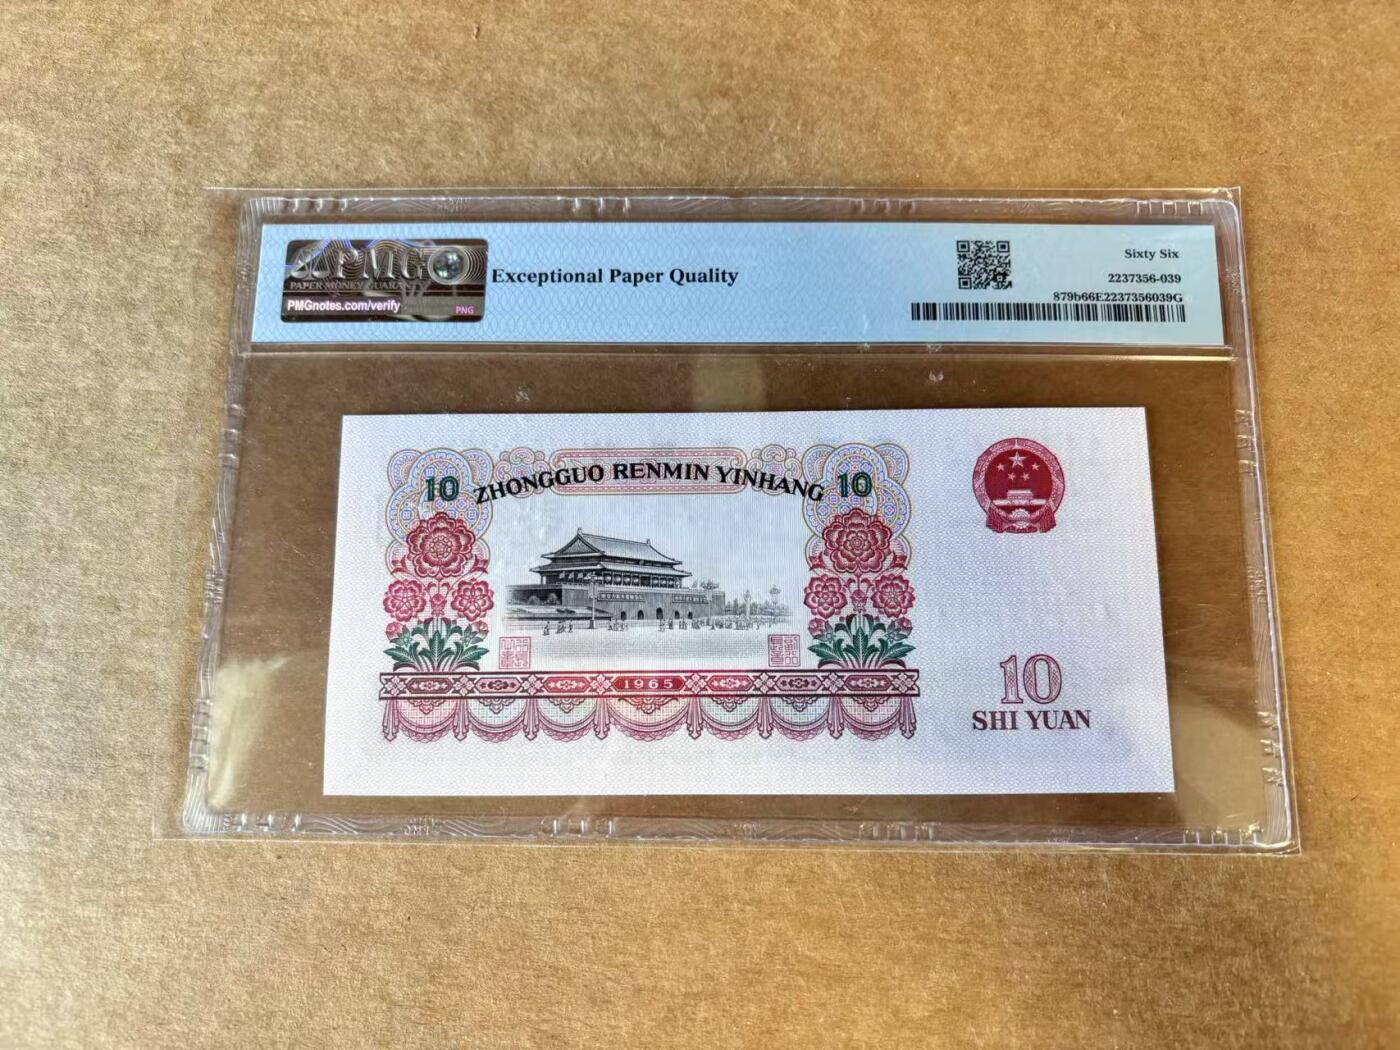 PMG
PAPER MONEY GUARANTY
PMGnotes.com/verify
PNG
Exceptional Paper Quality
Sixty Six
2237356-039
879b66E2237356039G
10 ZHONGGUO RENMIN YINHANG 10
1965
10
SHI YUAN